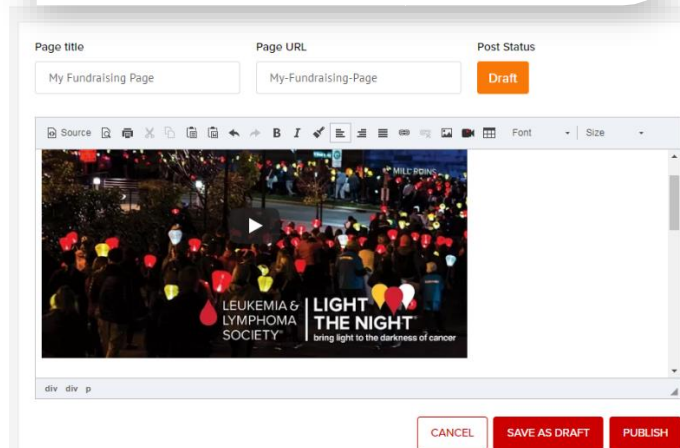 Page title Page URL Post Status
My Fundraising Page My-Fundraising-Page Draft
Source B I Font Size
MILL RUINS
LEUKEMIA & LYMPHOMA SOCIETY®
LIGHT THE NIGHT®
bring light to the darkness of cancer
div div p
CANCEL SAVE AS DRAFT PUBLISH